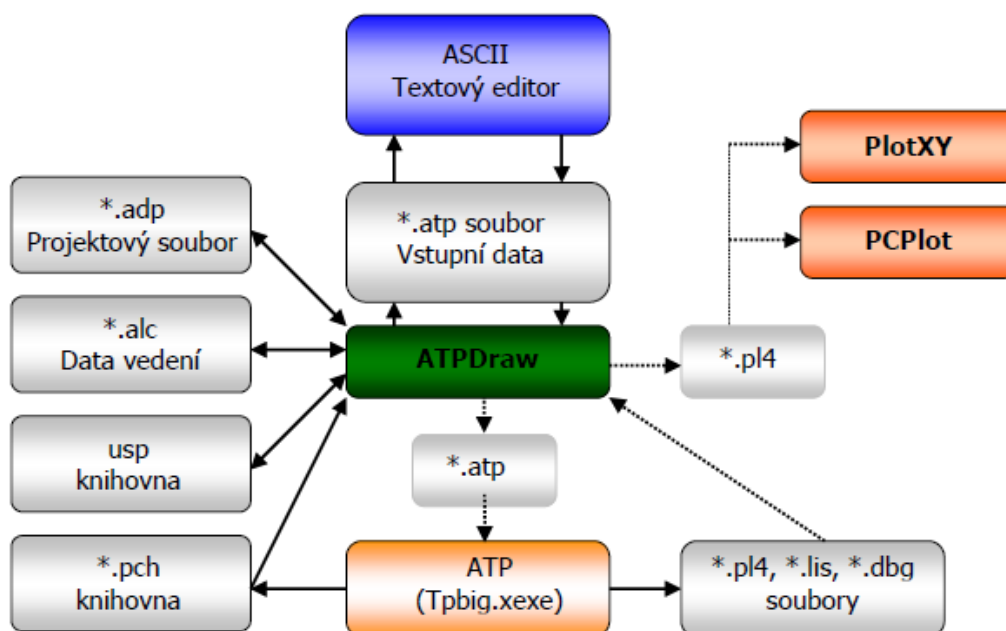 ASCII
Textový editor
PlotXY
*.adp
Projektový soubor
*.atp soubor
Vstupní data
PCPlot
*.alc
Data vedení
ATPDraw
*.pl4
usp
knihovna
*.atp
*.pch
knihovna
ATP
(Tpbig.xexe)
*.pl4, *.lis, *.dbg
soubory